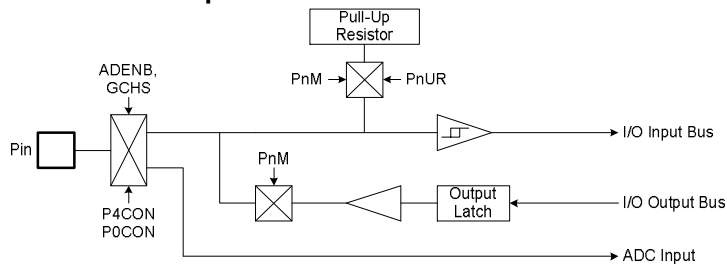 Pull-Up
Resistor
ADENB,
GCHS
PnM
PnUR
I/O Input Bus
Pin
PnM
Output
Latch
I/O Output Bus
P4CON
P0CON
ADC Input